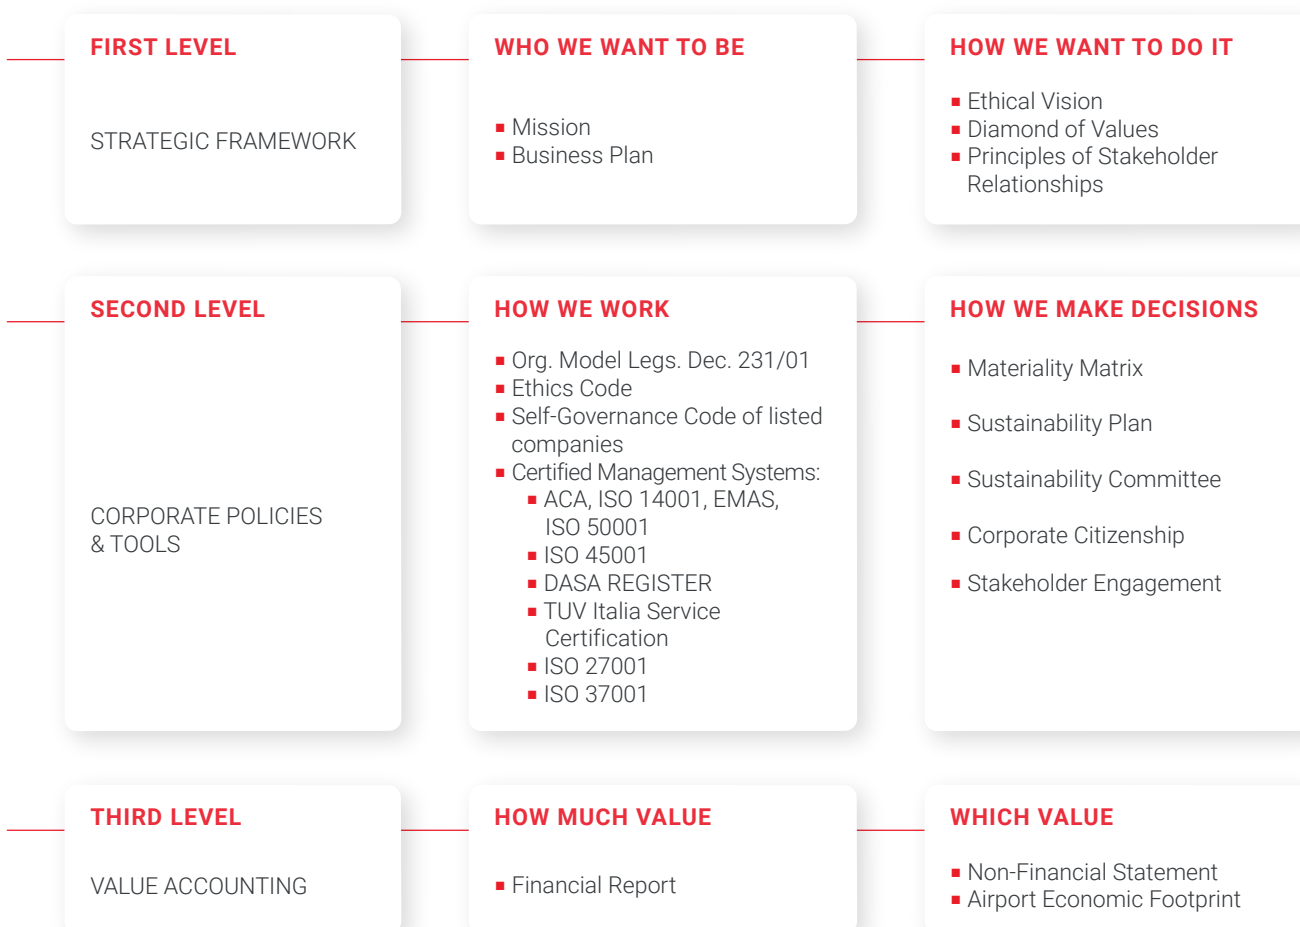 FIRST LEVEL
STRATEGIC FRAMEWORK
WHO WE WANT TO BE
Mission
Business Plan
HOW WE WANT TO DO IT
Ethical Vision
Diamond of Values
Principles of Stakeholder
Relationships
SECOND LEVEL
CORPORATE POLICIES
& TOOLS
HOW WE WORK
Org. Model Legs. Dec. 231/01
Ethics Code
Self-Governance Code of listed
companies
Certified Management Systems:
ACA, ISO 14001, EMAS,
ISO 50001
ISO 45001
DASA REGISTER
TUV Italia Service
Certification
ISO 27001
ISO 37001
HOW WE MAKE DECISIONS
Materiality Matrix
Sustainability Plan
Sustainability Committee
Corporate Citizenship
Stakeholder Engagement
THIRD LEVEL
VALUE ACCOUNTING
HOW MUCH VALUE
Financial Report
WHICH VALUE
Non-Financial Statement
Airport Economic Footprint